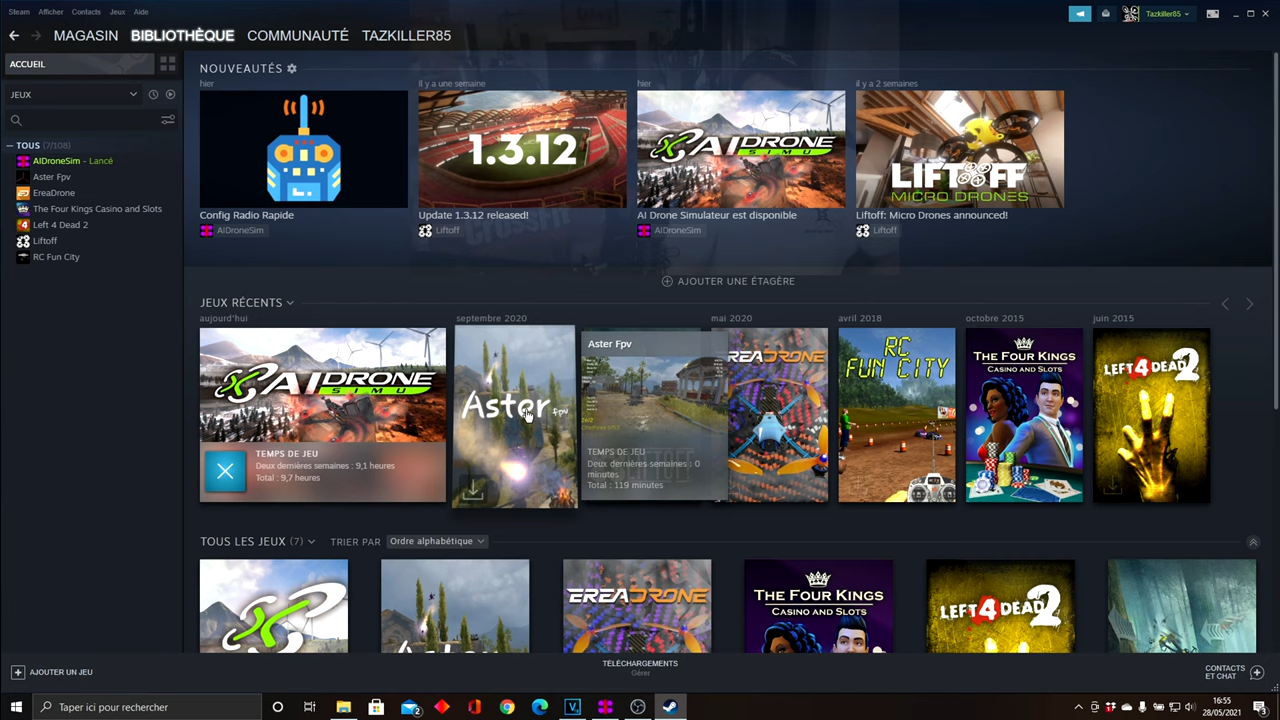 Steam Afficher Contacts Jeux Aide
Tazkiller85
MAGASIN BIBLIOTHÈQUE COMMUNAUTÉ TAZKILLER85
ACCUEIL
JEUX
TOUS (7/108)
AIDroneSim - Lancé
Aster Fpv
EreaDrone
The Four Kings Casino and Slots
Left 4 Dead 2
Liftoff
RC Fun City
NOUVEAUTÉS
hier
Il y a une semaine
hier
il y a 2 semaines
1.3.12
AI DRONE
SIMU
LIFTOFF
MICRO DRONES
Config Radio Rapide
Update 1.3.12 released!
AI Drone Simulateur est disponible
Liftoff: Micro Drones announced!
AIDroneSim
Liftoff
AIDroneSim
Liftoff
AJOUTER UNE ÉTAGÈRE
JEUX RÉCENTS
aujourd'hui
septembre 2020
mai 2020
avril 2018
octobre 2015
juin 2015
AI DRONE
SIMU
TEMPS DE JEU
Deux dernières semaines : 9,1 heures
Total : 9,7 heures
Aster fpv
Aster Fpv
TEMPS DE JEU
Deux dernières semaines : 0
minutes
Total : 119 minutes
READRONE
RC
FUN CITY
THE FOUR KINGS
CASINO AND SLOTS
LEFT 4 DEAD 2
TOUS LES JEUX (7)
TRIER PAR
Ordre alphabétique
Aster
EREADRONE
THE FOUR KINGS
CASINO AND SLOTS
LEFT 4 DEAD 2
AJOUTER UN JEU
TÉLÉCHARGEMENTS
Gérer
CONTACTS
ET CHAT
Taper ici pour rechercher
2
16:55
28/05/2021
3